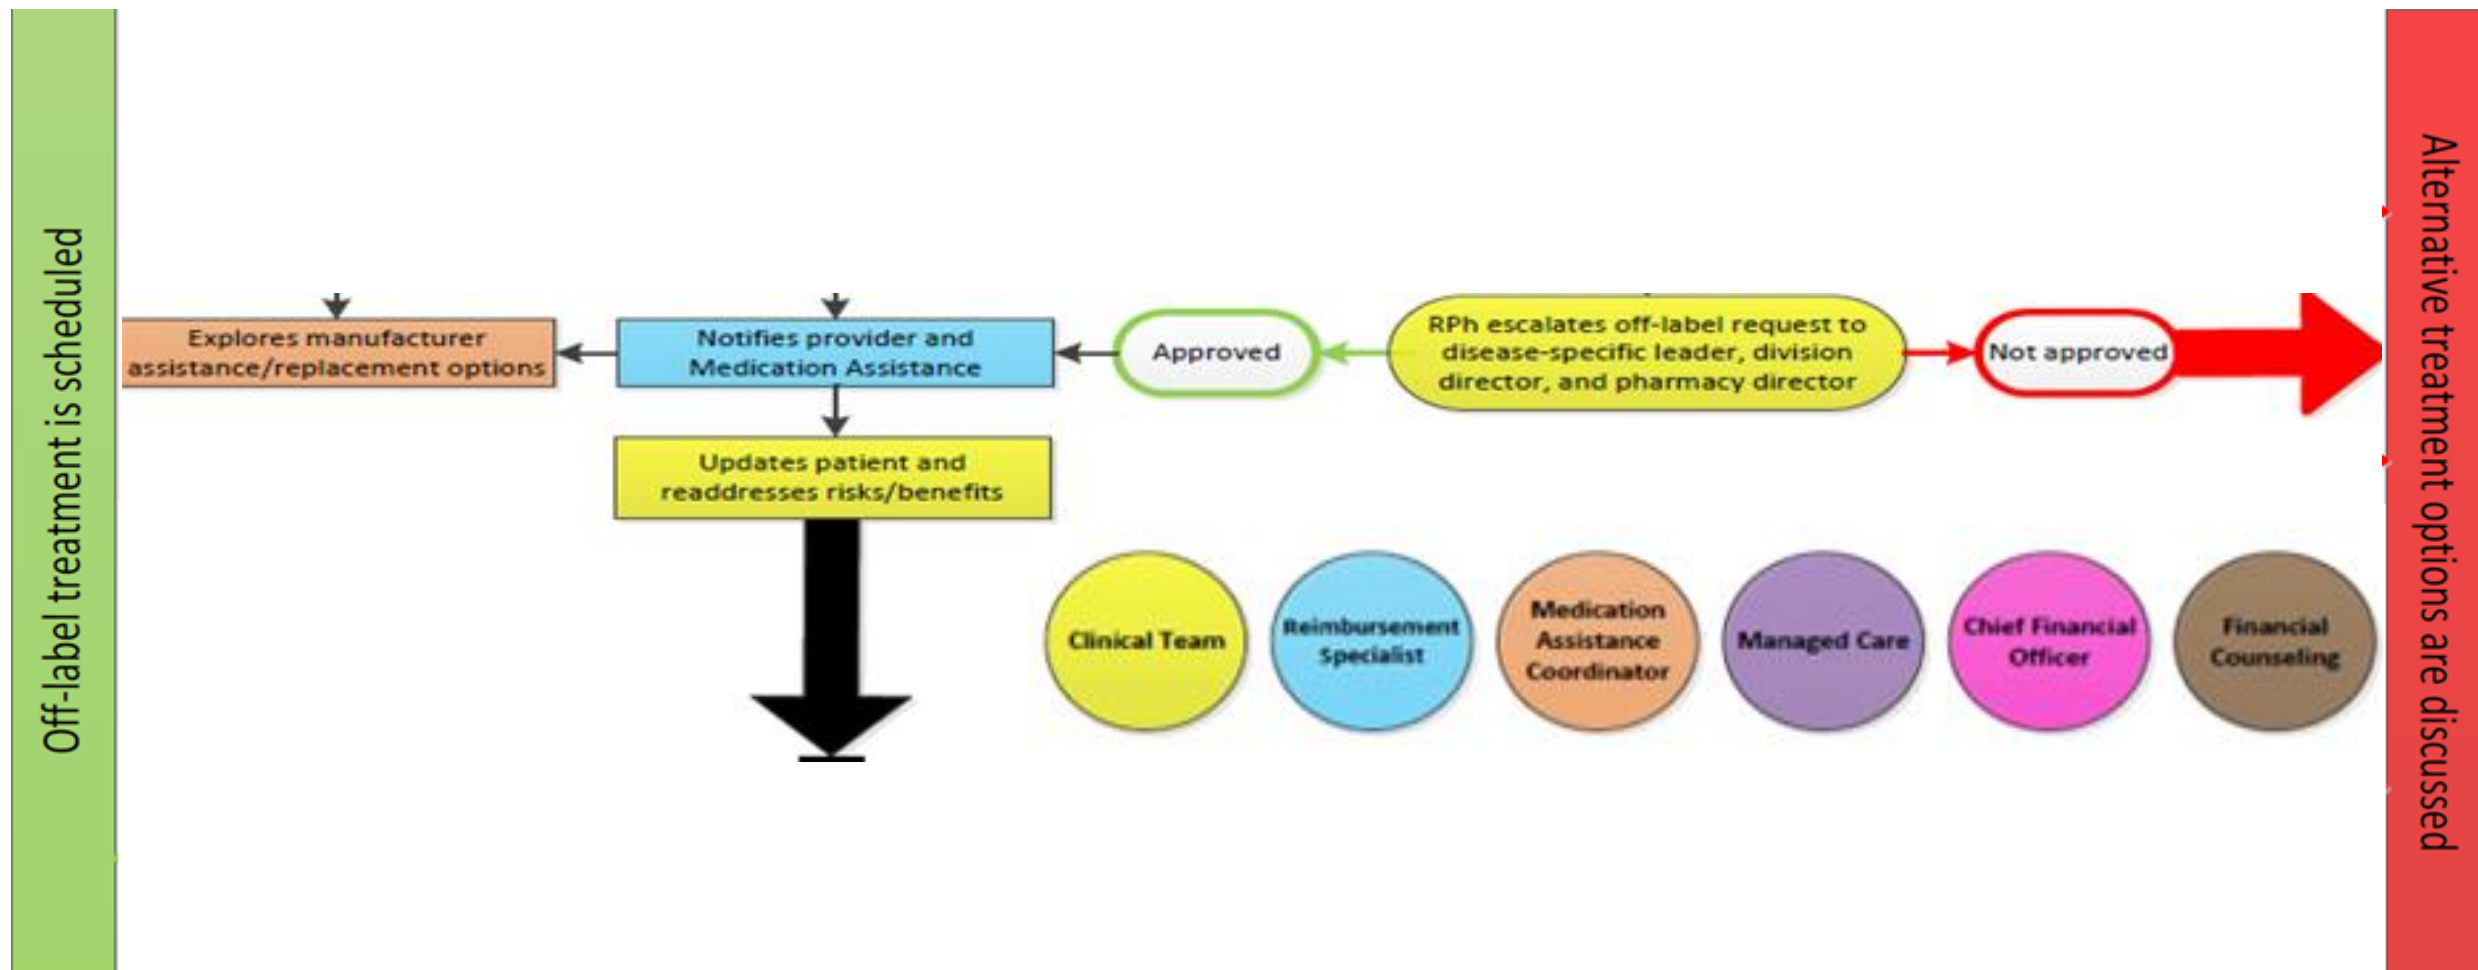 Off-label treatment is scheduled
Explores manufacturer
assistance/replacement options
Notifies provider and
Medication Assistance
Approved
RPh escalates off-label request to
disease-specific leader, division
director, and pharmacy director
Not approved
Updates patient and
readdresses risks/benefits
Clinical Team
Reimbursement
Specialist
Medication
Assistance
Coordinator
Managed Care
Chief Financial
Officer
Financial
Counseling
Alternative treatment options are discussed